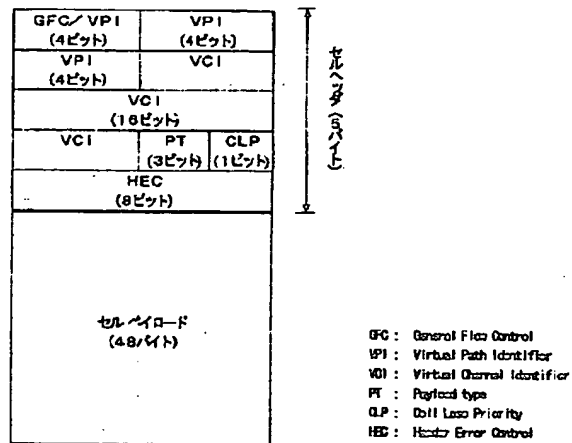 GFC/VPI
(4ビット)
VPI
(4ビット)
VPI
(4ビット)
VCI
VCI
(16ビット)
VCI
PT
(3ビット)
CLP
(1ビット)
HEC
(8ビット)
セルヘッダ(5バイト)
セルペイロード
(48バイト)
GFC : General Flow Control
VPI : Virtual Path Identifier
VCI : Virtual Channel Identifier
PT : Payload type
CLP : Cell Loss Priority
HEC : Header Error Control